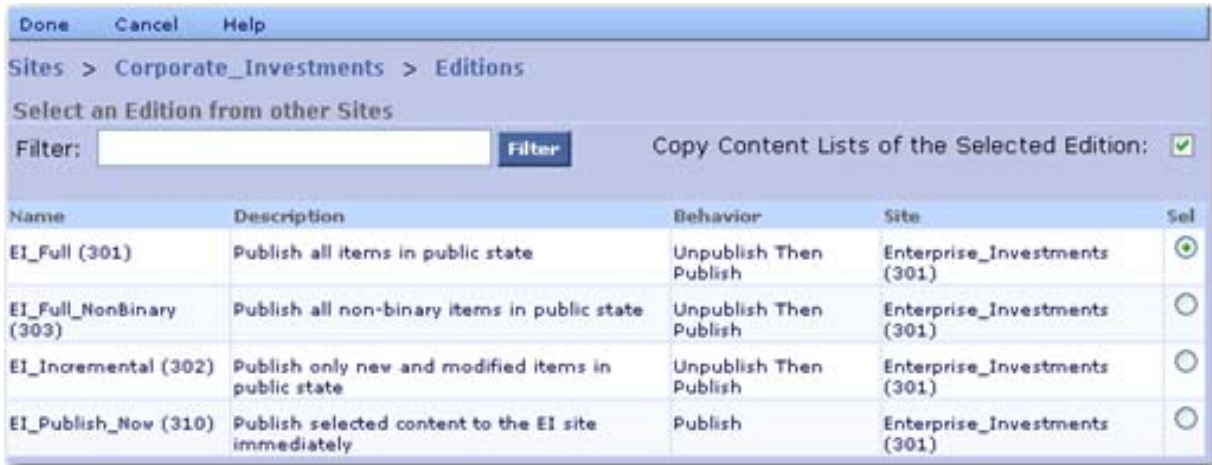 Done Cancel Help
Sites > Corporate_Investments > Editions
Select an Edition from other Sites
Filter: Filter Copy Content Lists of the Selected Edition:
Name Description Behavior Site Sel
EI_Full (301) Publish all items in public state Unpublish Then Enterprise_Investments
Publish (301)
EI_Full_NonBinary Publish all non-binary items in public state Unpublish Then Enterprise_Investments
(303) Publish (301)
EI_Incremental (302) Publish only new and modified items in Unpublish Then Enterprise_Investments
public state Publish (301)
EI_Publish_Now (310) Publish selected content to the EI site Publish Enterprise_Investments
immediately (301)